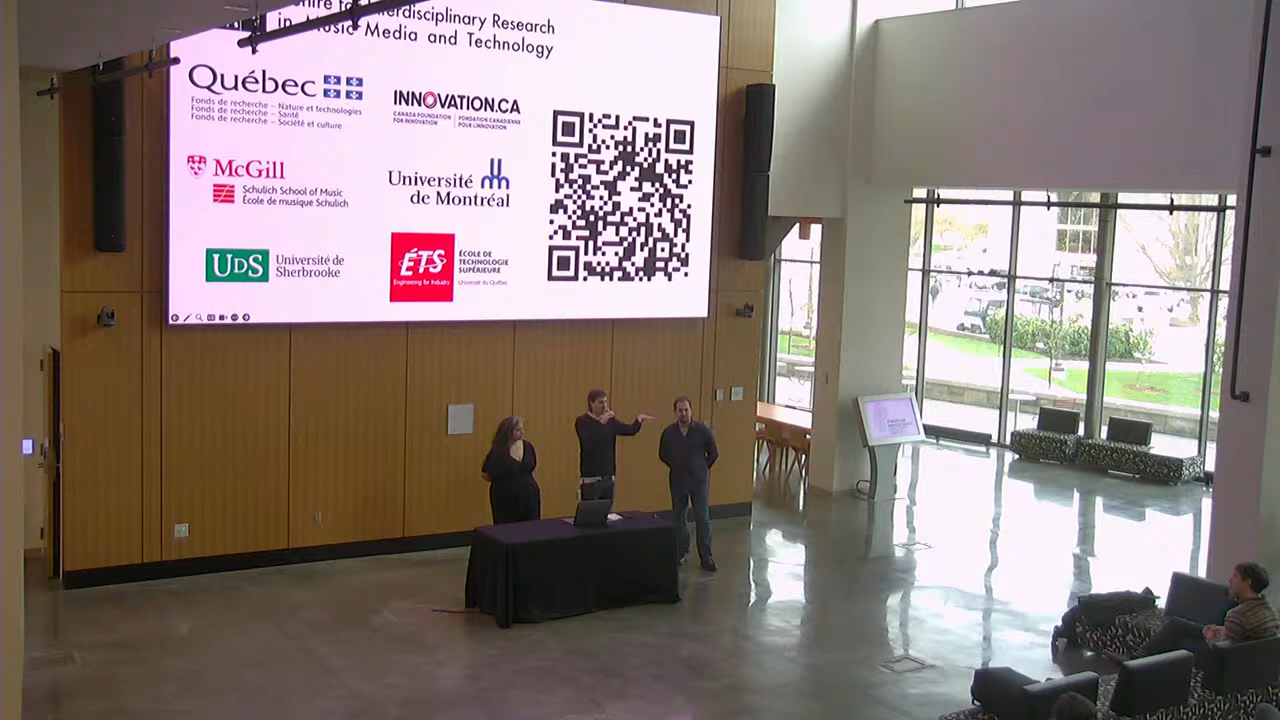 Interdisciplinary Research
in Music Media and Technology
Québec
Fonds de recherche – Nature et technologies
Fonds de recherche – Santé
Fonds de recherche – Société et culture
INNOVATION.CA
CANADA FOUNDATION
FOR INNOVATION
FONDATION CANADIENNE
POUR L'INNOVATION
McGill
Schulich School of Music
École de musique Schulich
Université
de Montréal
UDS
Université de
Sherbrooke
ÉTS
Engineering for Industry
ÉCOLE DE
TECHNOLOGIE
SUPÉRIEURE
Université du Québec